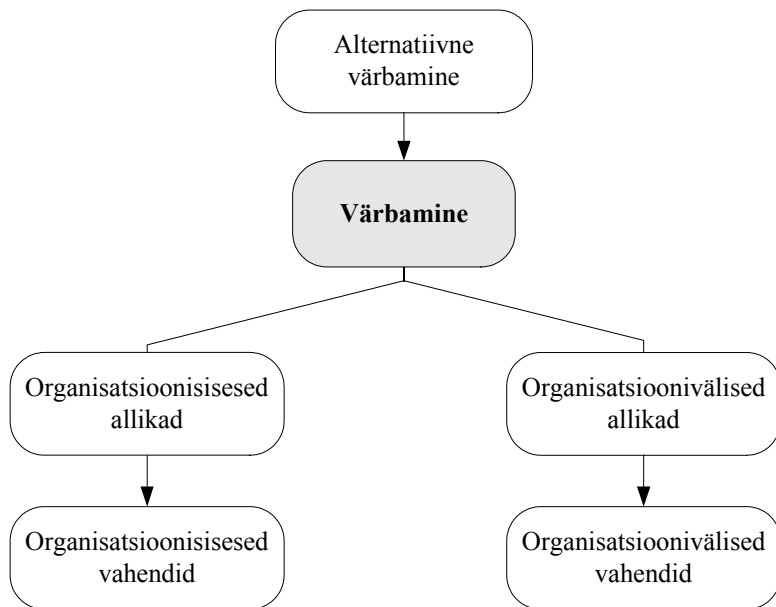 Alternatiivne
värbamine
Värbamine
Organisatsioonisisesed
allikad
Organisatsioonivälised
allikad
Organisatsioonisisesed
vahendid
Organisatsioonivälised
vahendid